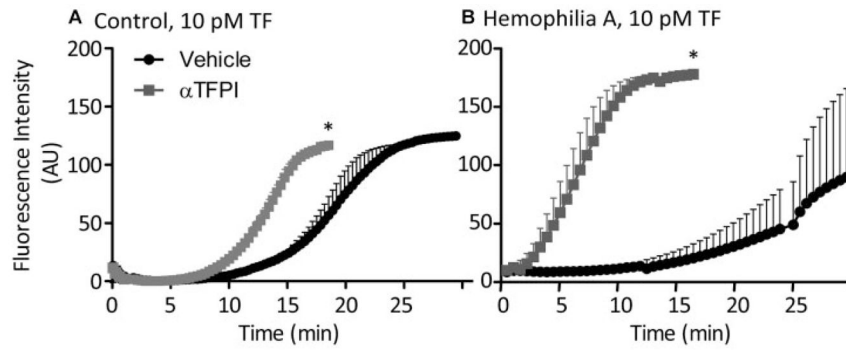 A Control, 10 pM TF
B Hemophilia A, 10 pM TF
Fluorescence Intensity
(AU)
200
150
100
50
0
Vehicle
αTFPI
*
0 5 10 15 20 25
Time (min)
200
150
100
50
0
*
0 5 10 15 20 25
Time (min)